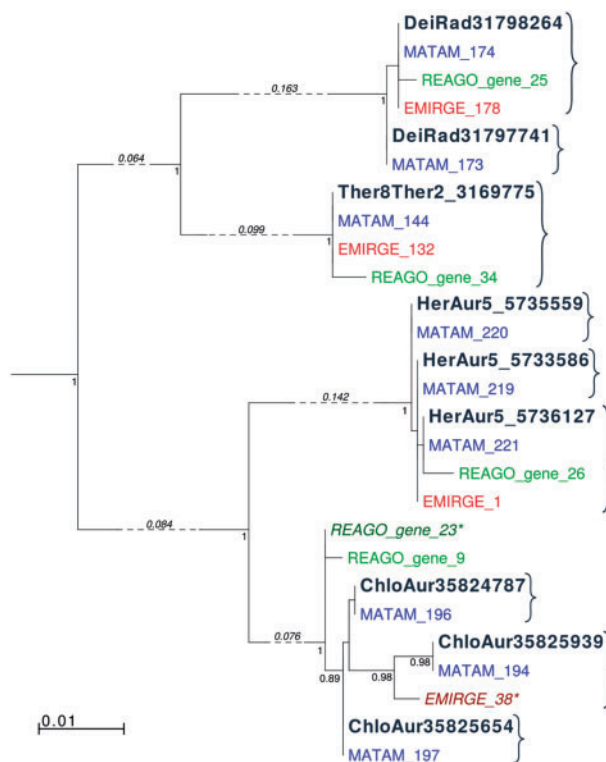 DeiRad31798264
MATAM_174
0.163
REAGO_gene_25
1
EMIRGE_178
DeiRad31797741
0.064
MATAM_173
1
Ther8Ther2_3169775
MATAM_144
0.099
1
EMIRGE_132
REAGO_gene_34
HerAur5_5735559
MATAM_220
HerAur5_5733586
1
MATAM_219
0.142
1
HerAur5_5736127
MATAM_221
REAGO_gene_26
EMIRGE_1
0.084
REAGO_gene_23*
1
REAGO_gene_9
ChloAur35824787
MATAM_196
0.076
1
ChloAur35825939
0.98
0.89
0.98
MATAM_194
EMIRGE_38*
0.01
ChloAur35825654
MATAM_197